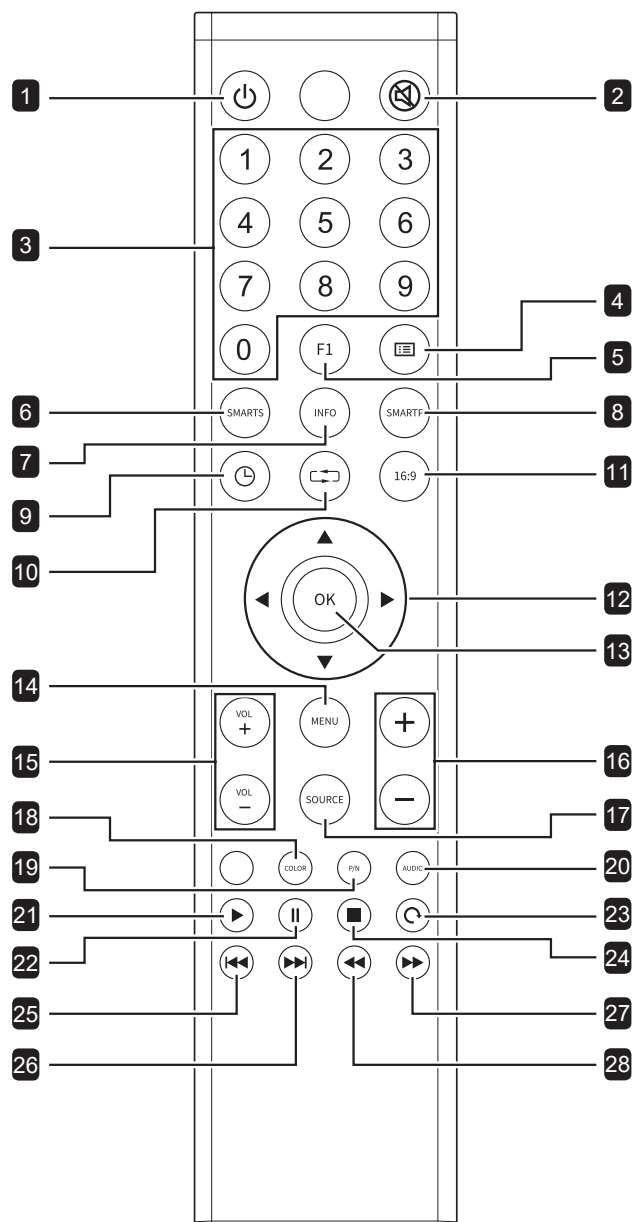 1 2
1 2 3
3 4 5 6
7 8 9
4
0 F1
5
6 SMARTS INFO SMARTP 8
7
16:9 11
9
10
OK 12
13
14
VOL + MENU +
15 16
VOL - SOURCE -
17
18
COLOR P/N AUDIO
19 20
21 23
22 24
25 27
26 28